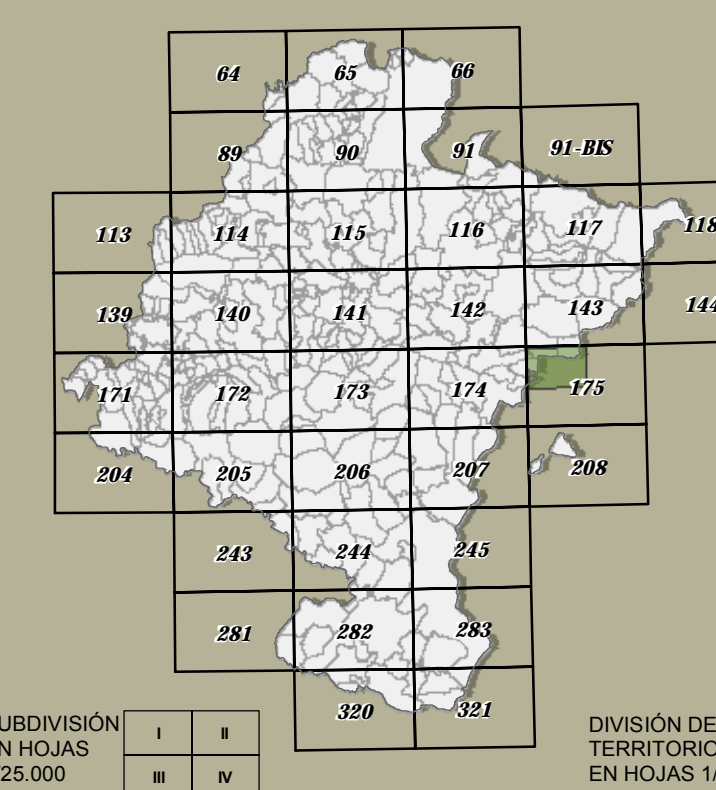 64 65 66
89 90 91 91-BIS
113 114 115 116 117 118
139 140 141 142 143 144
171 172 173 174 175
204 205 206 207 208
243 244 245
281 282 283
320 321
UBDIVISIÓN
N HOJAS
/25.000
I II
III IV
DIVISIÓN DE
TERRITORIO
EN HOJAS 1/